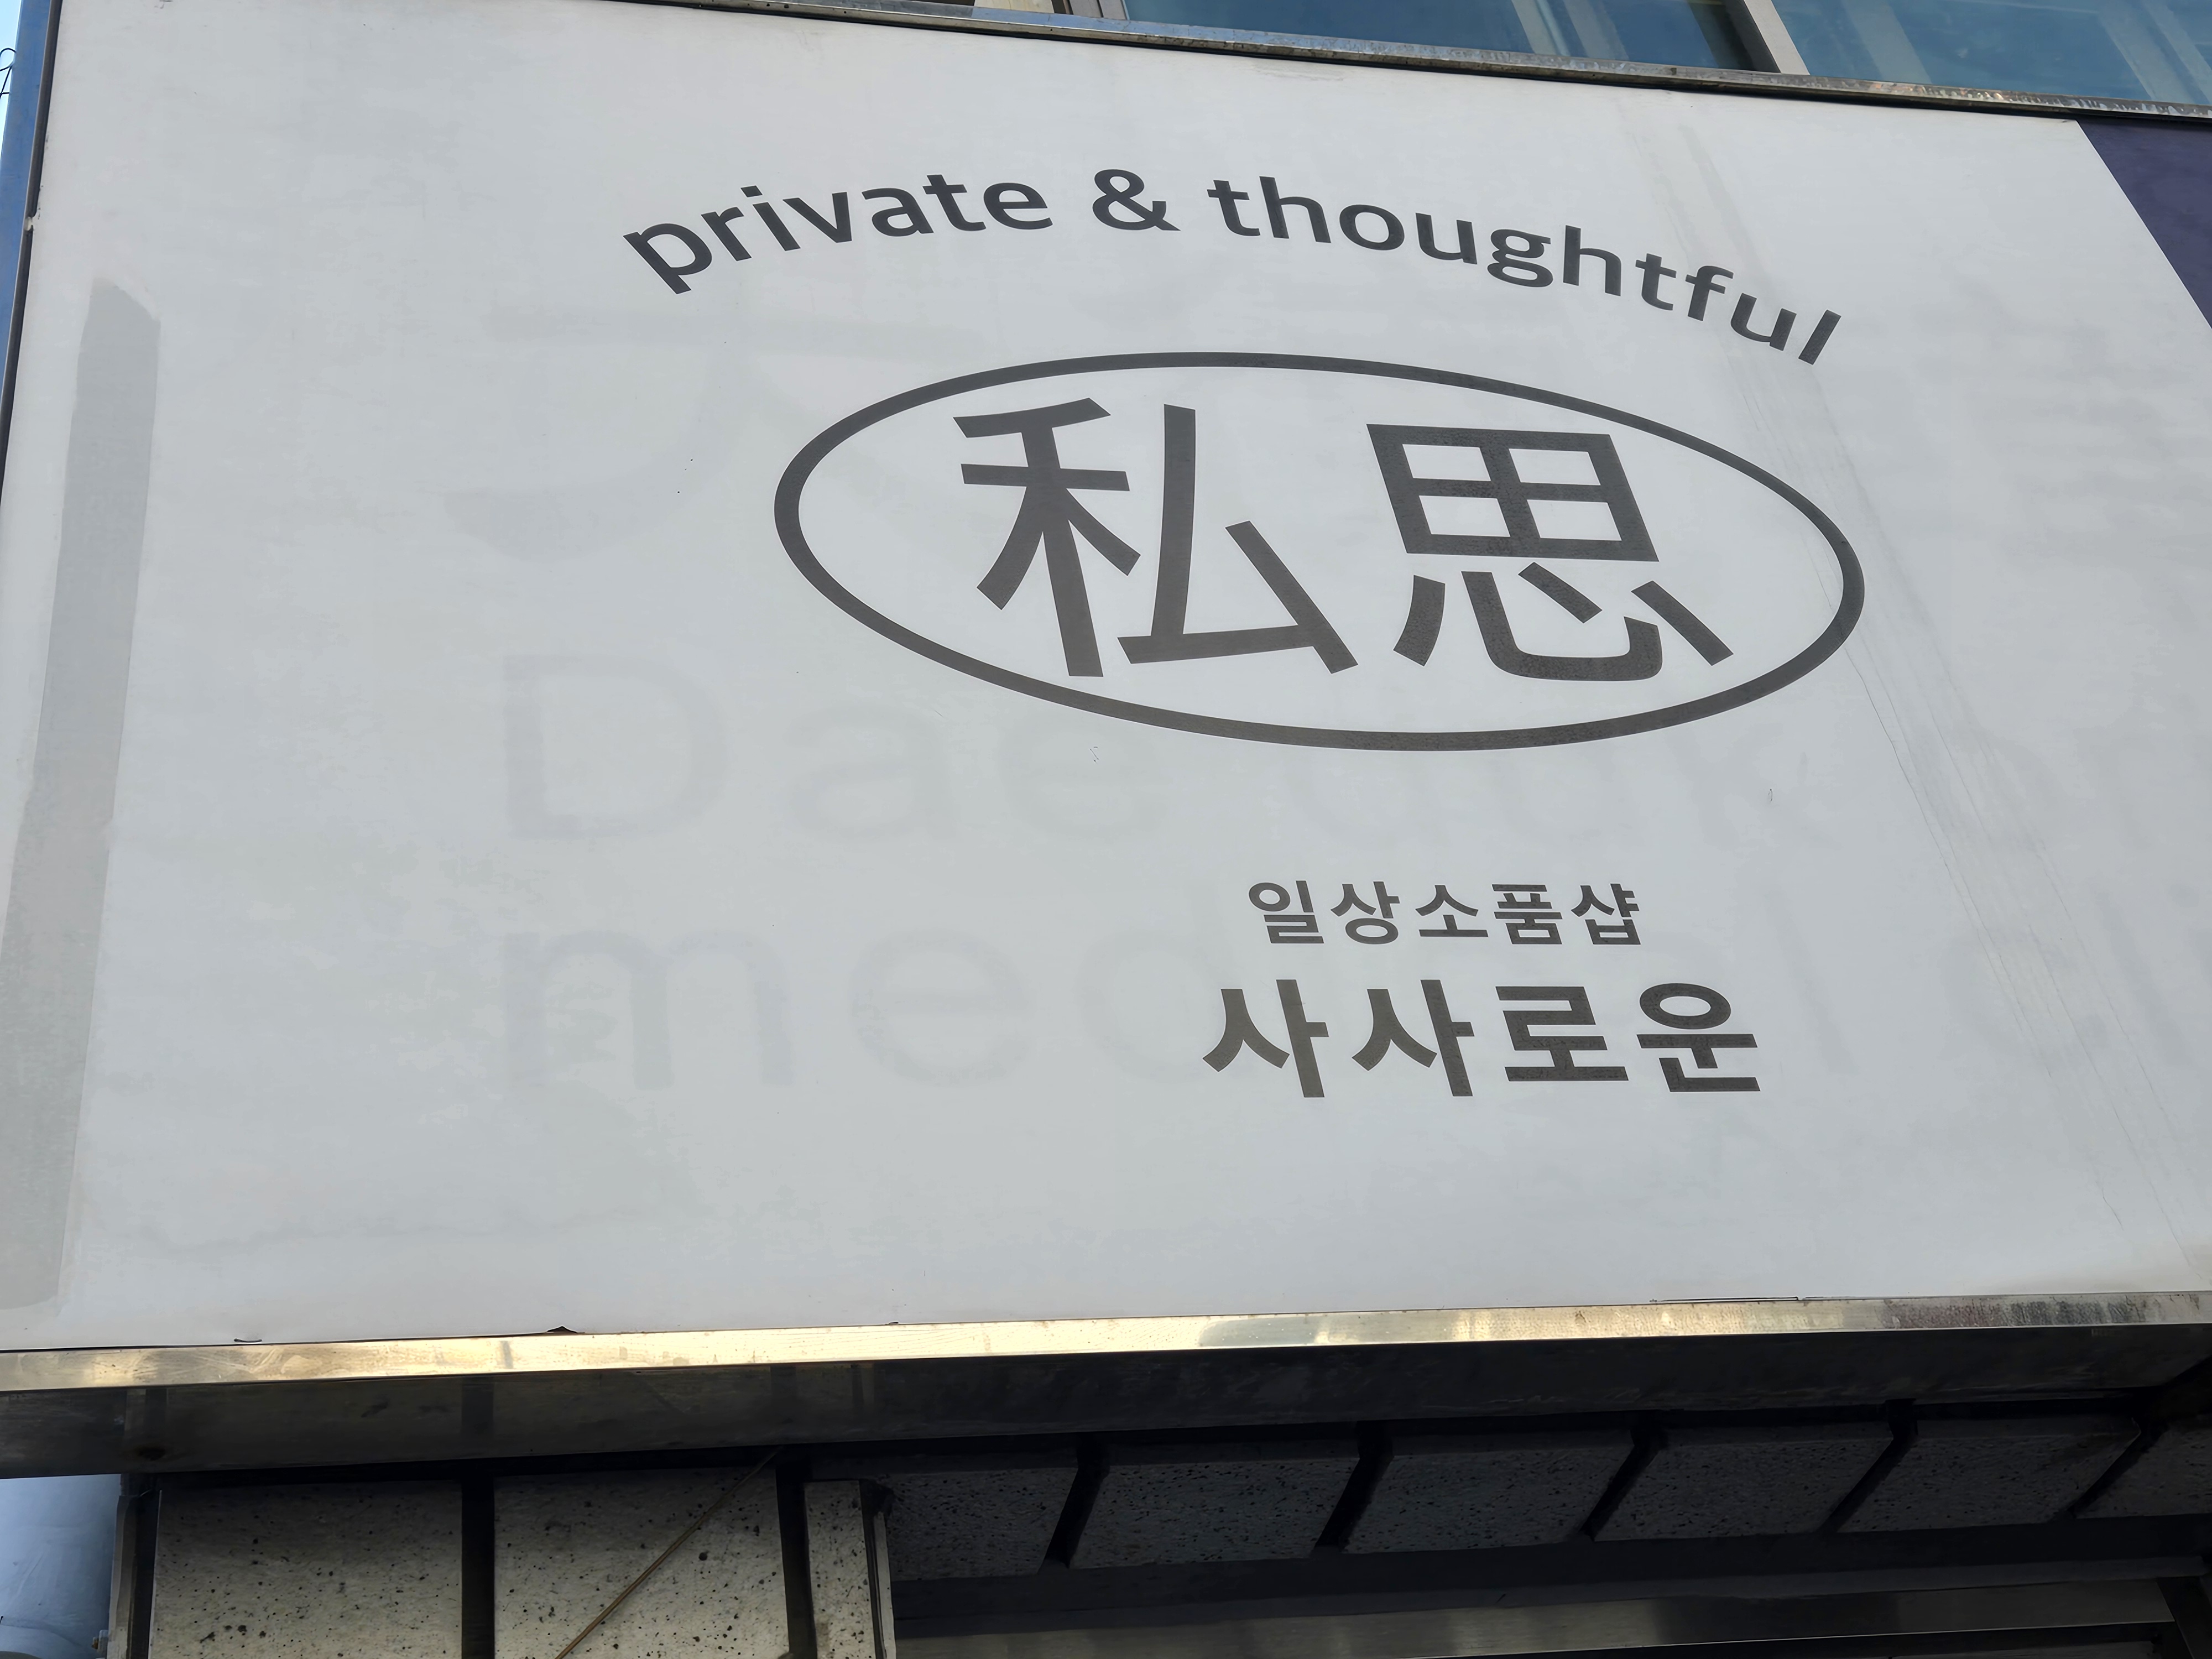 private & thoughtful
私思
일상소품샵
사사로운